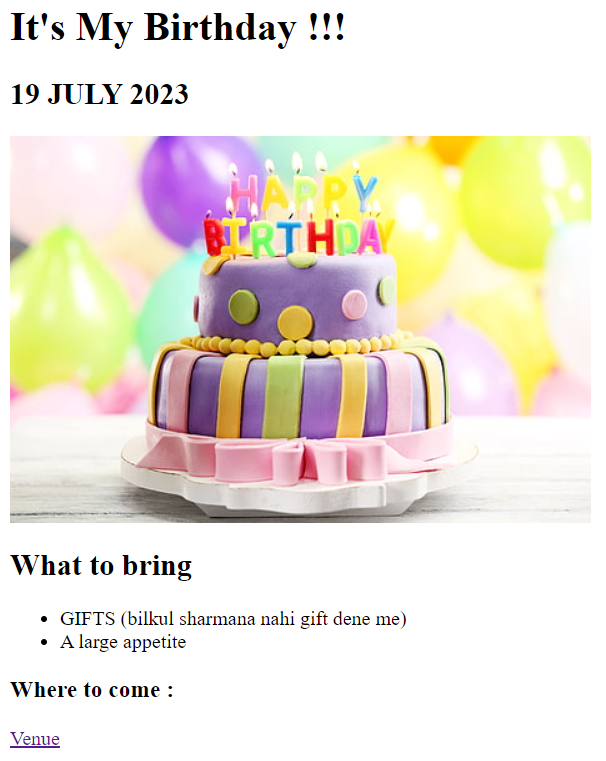 It's My Birthday !!!
19 JULY 2023
HAPPY
BIRTHDAY
What to bring
GIFTS (bilkul sharmana nahi gift dene me)
A large appetite
Where to come :
Venue